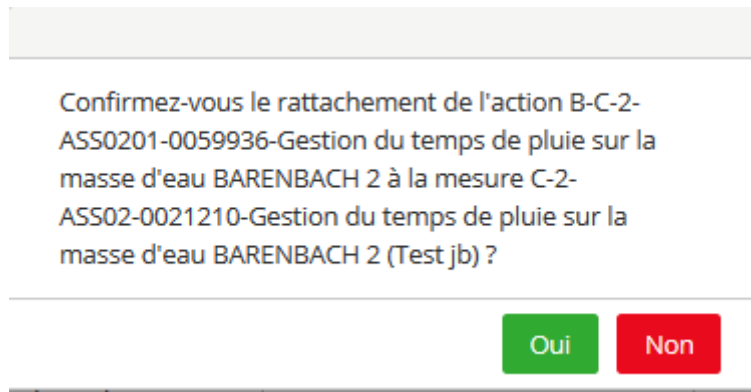 Confirmez-vous le rattachement de l'action B-C-2-
ASS0201-0059936-Gestion du temps de pluie sur la
masse d'eau BARENBACH 2 à la mesure C-2-
ASS02-0021210-Gestion du temps de pluie sur la
masse d'eau BARENBACH 2 (Test jb) ?
Oui Non